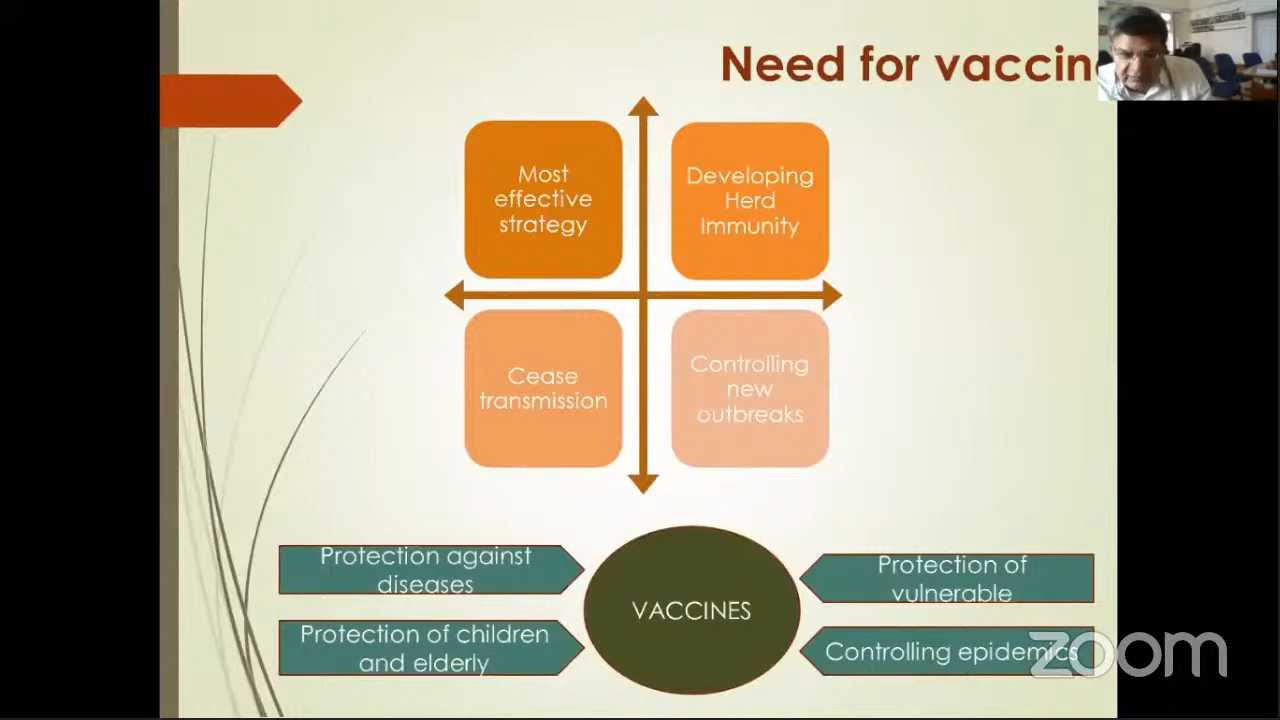 Need for vaccin
Most
effective
strategy
Developing
Herd
Immunity
Cease
transmission
Controlling
new
outbreaks
Protection against
diseases
Protection of children
and elderly
VACCINES
Protection of
vulnerable
Controlling epidemics
zoom